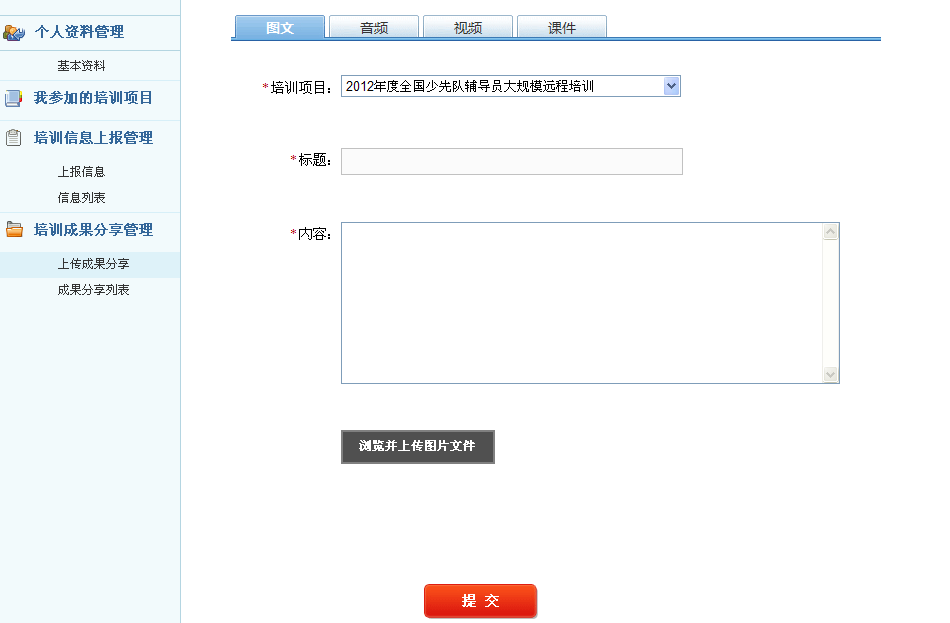 个人资料管理
基本资料
我参加的培训项目
培训信息上报管理
上报信息
信息列表
培训成果分享管理
上传成果分享
成果分享列表
图文 音频 视频 课件
*培训项目： 2012年度全国少先队辅导员大规模远程培训
*标题：
*内容：
浏览并上传图片文件
提 交